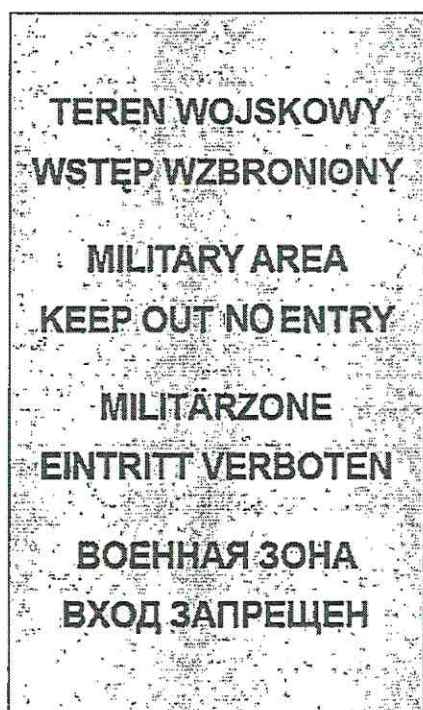 TEREN WOJSKOWY
WSTĘP WZBRONIONY
MILITARY AREA
KEEP OUT NO ENTRY
MILITÄRZONE
EINTRITT VERBOTEN
ВОЕННАЯ ЗОНА
ВХОД ЗАПРЕЩЕН